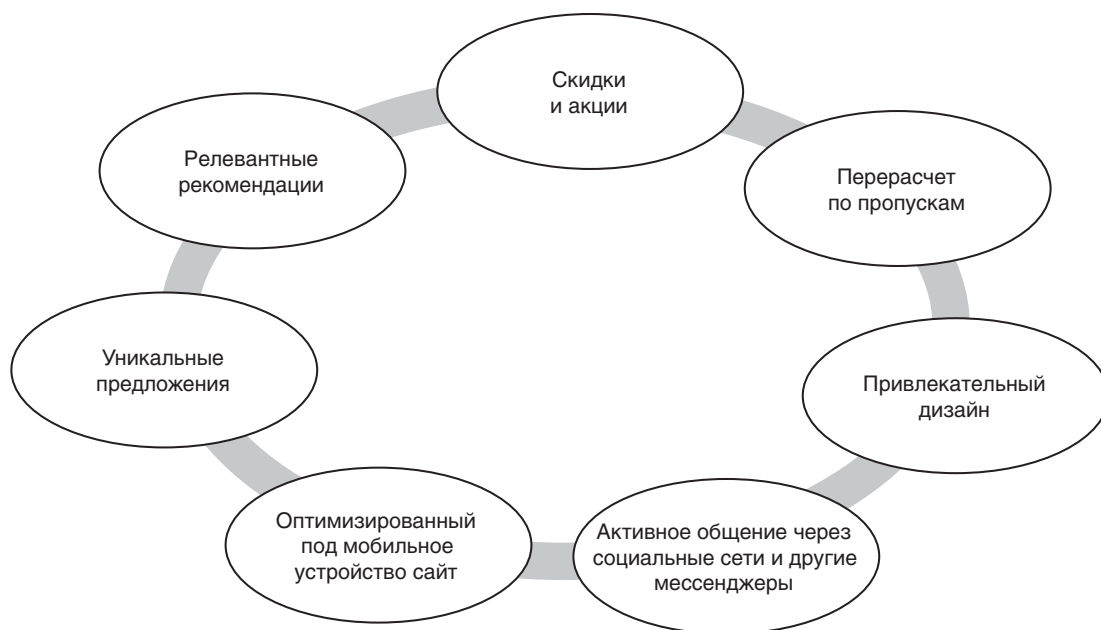 Скидки
и акции
Перерасчет
по пропускам
Привлекательный
дизайн
Активное общение через
социальные сети и другие
мессенджеры
Оптимизированный
под мобильное
устройство сайт
Уникальные
предложения
Релевантные
рекомендации